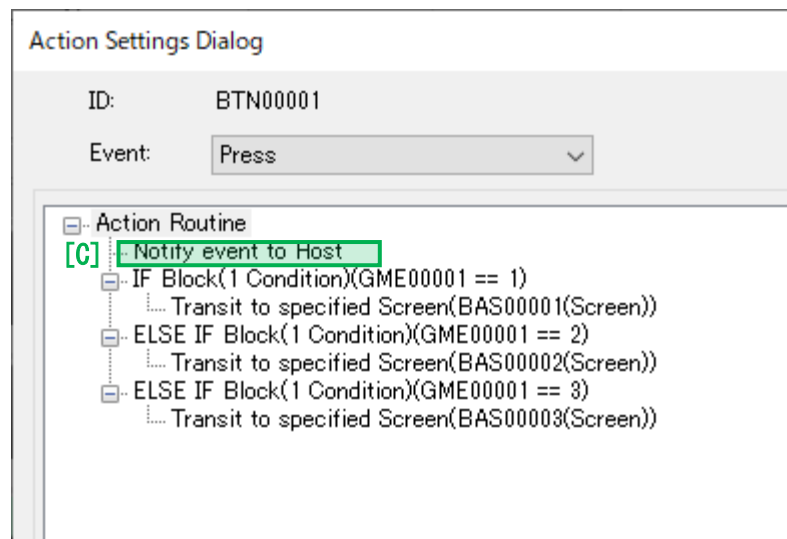 Action Settings Dialog
ID: BTN00001
Event: Press
Action Routine
[C] Notify event to Host
IF Block(1 Condition)(GME00001 == 1)
Transit to specified Screen(BAS00001(Screen))
ELSE IF Block(1 Condition)(GME00001 == 2)
Transit to specified Screen(BAS00002(Screen))
ELSE IF Block(1 Condition)(GME00001 == 3)
Transit to specified Screen(BAS00003(Screen))